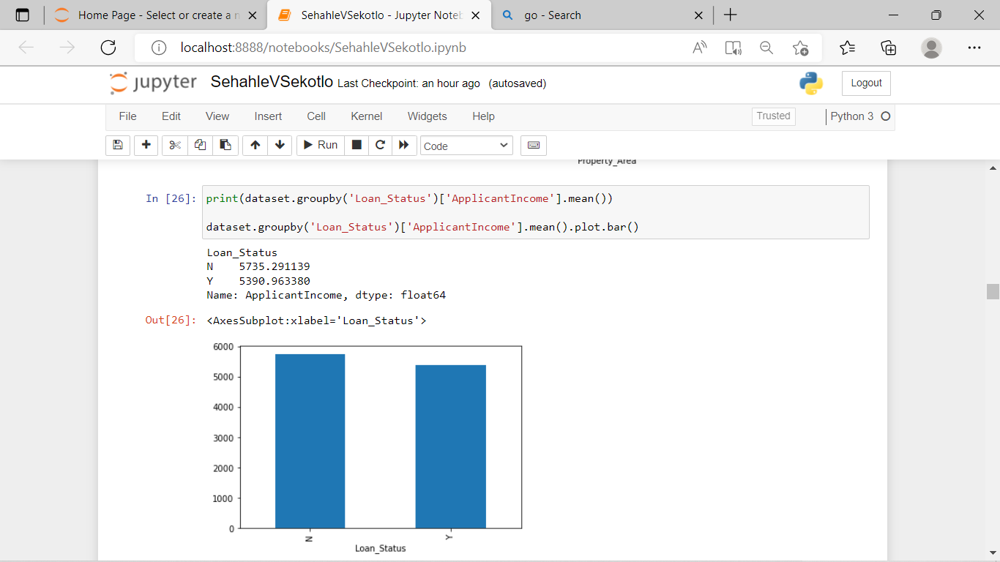 Home Page - Select or create a n
SehahleVSekotlo - Jupyter Noteb
go - Search
localhost:8888/notebooks/SehahleVSekotlo.ipynb
jupyter SehahleVSekotlo Last Checkpoint: an hour ago (autosaved)
Logout
File Edit View Insert Cell Kernel Widgets Help
Trusted
Python 3
Run
Code
Property_Area
In [26]: print(dataset.groupby('Loan_Status')['ApplicantIncome'].mean())
dataset.groupby('Loan_Status')['ApplicantIncome'].mean().plot.bar()
Loan_Status
N 5735.291139
Y 5390.963380
Name: ApplicantIncome, dtype: float64
Out[26]: <AxesSubplot:xlabel='Loan_Status'>
6000
5000
4000
3000
2000
1000
0
N Y
Loan_Status